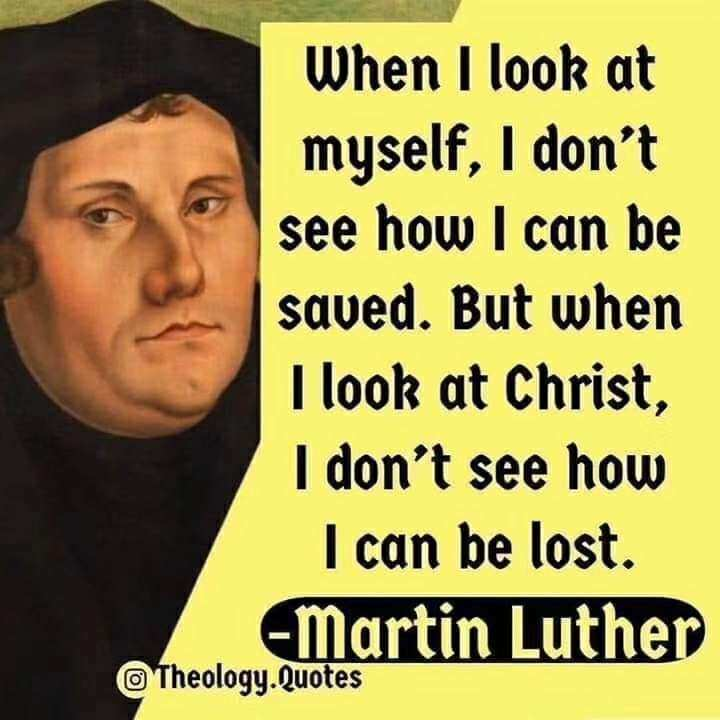 When I look at
myself, I don't
see how I can be
saved. But when
I look at Christ,
I don't see how
I can be lost.
-Martin Luther
Theology.Quotes